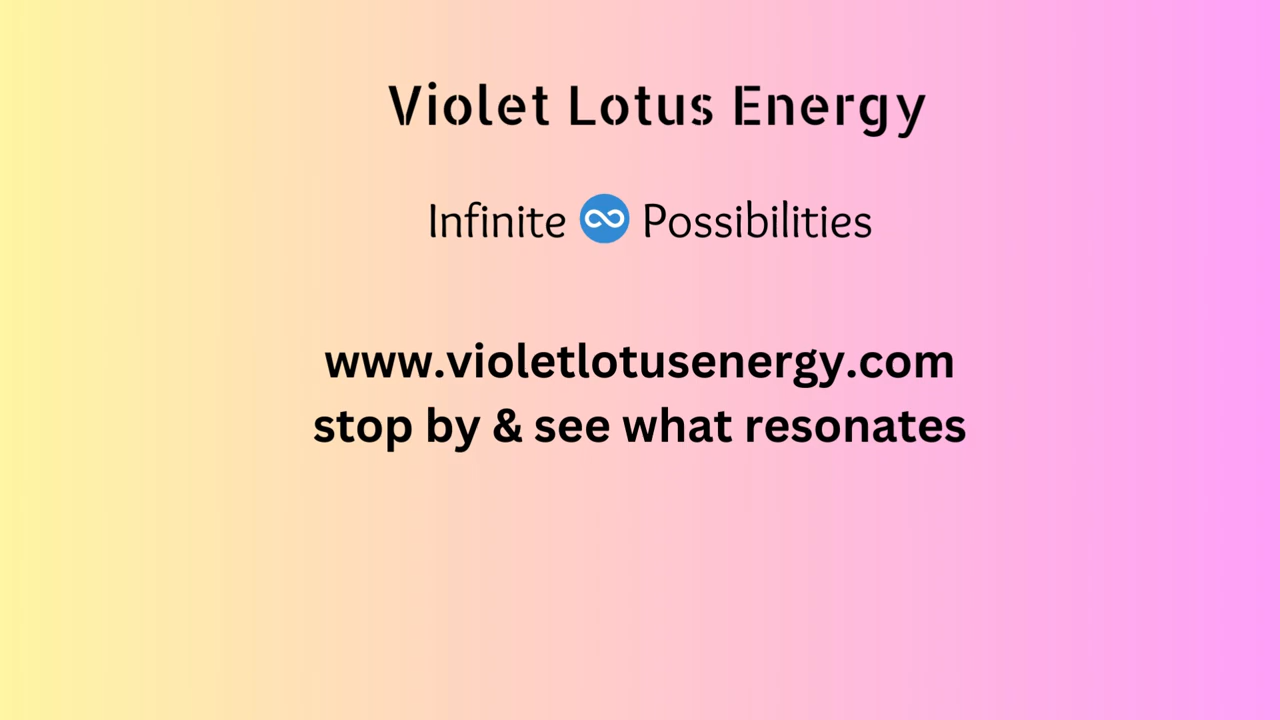 Violet Lotus Energy
Infinite ♾️ Possibilities
www.violetlotusenergy.com
stop by & see what resonates